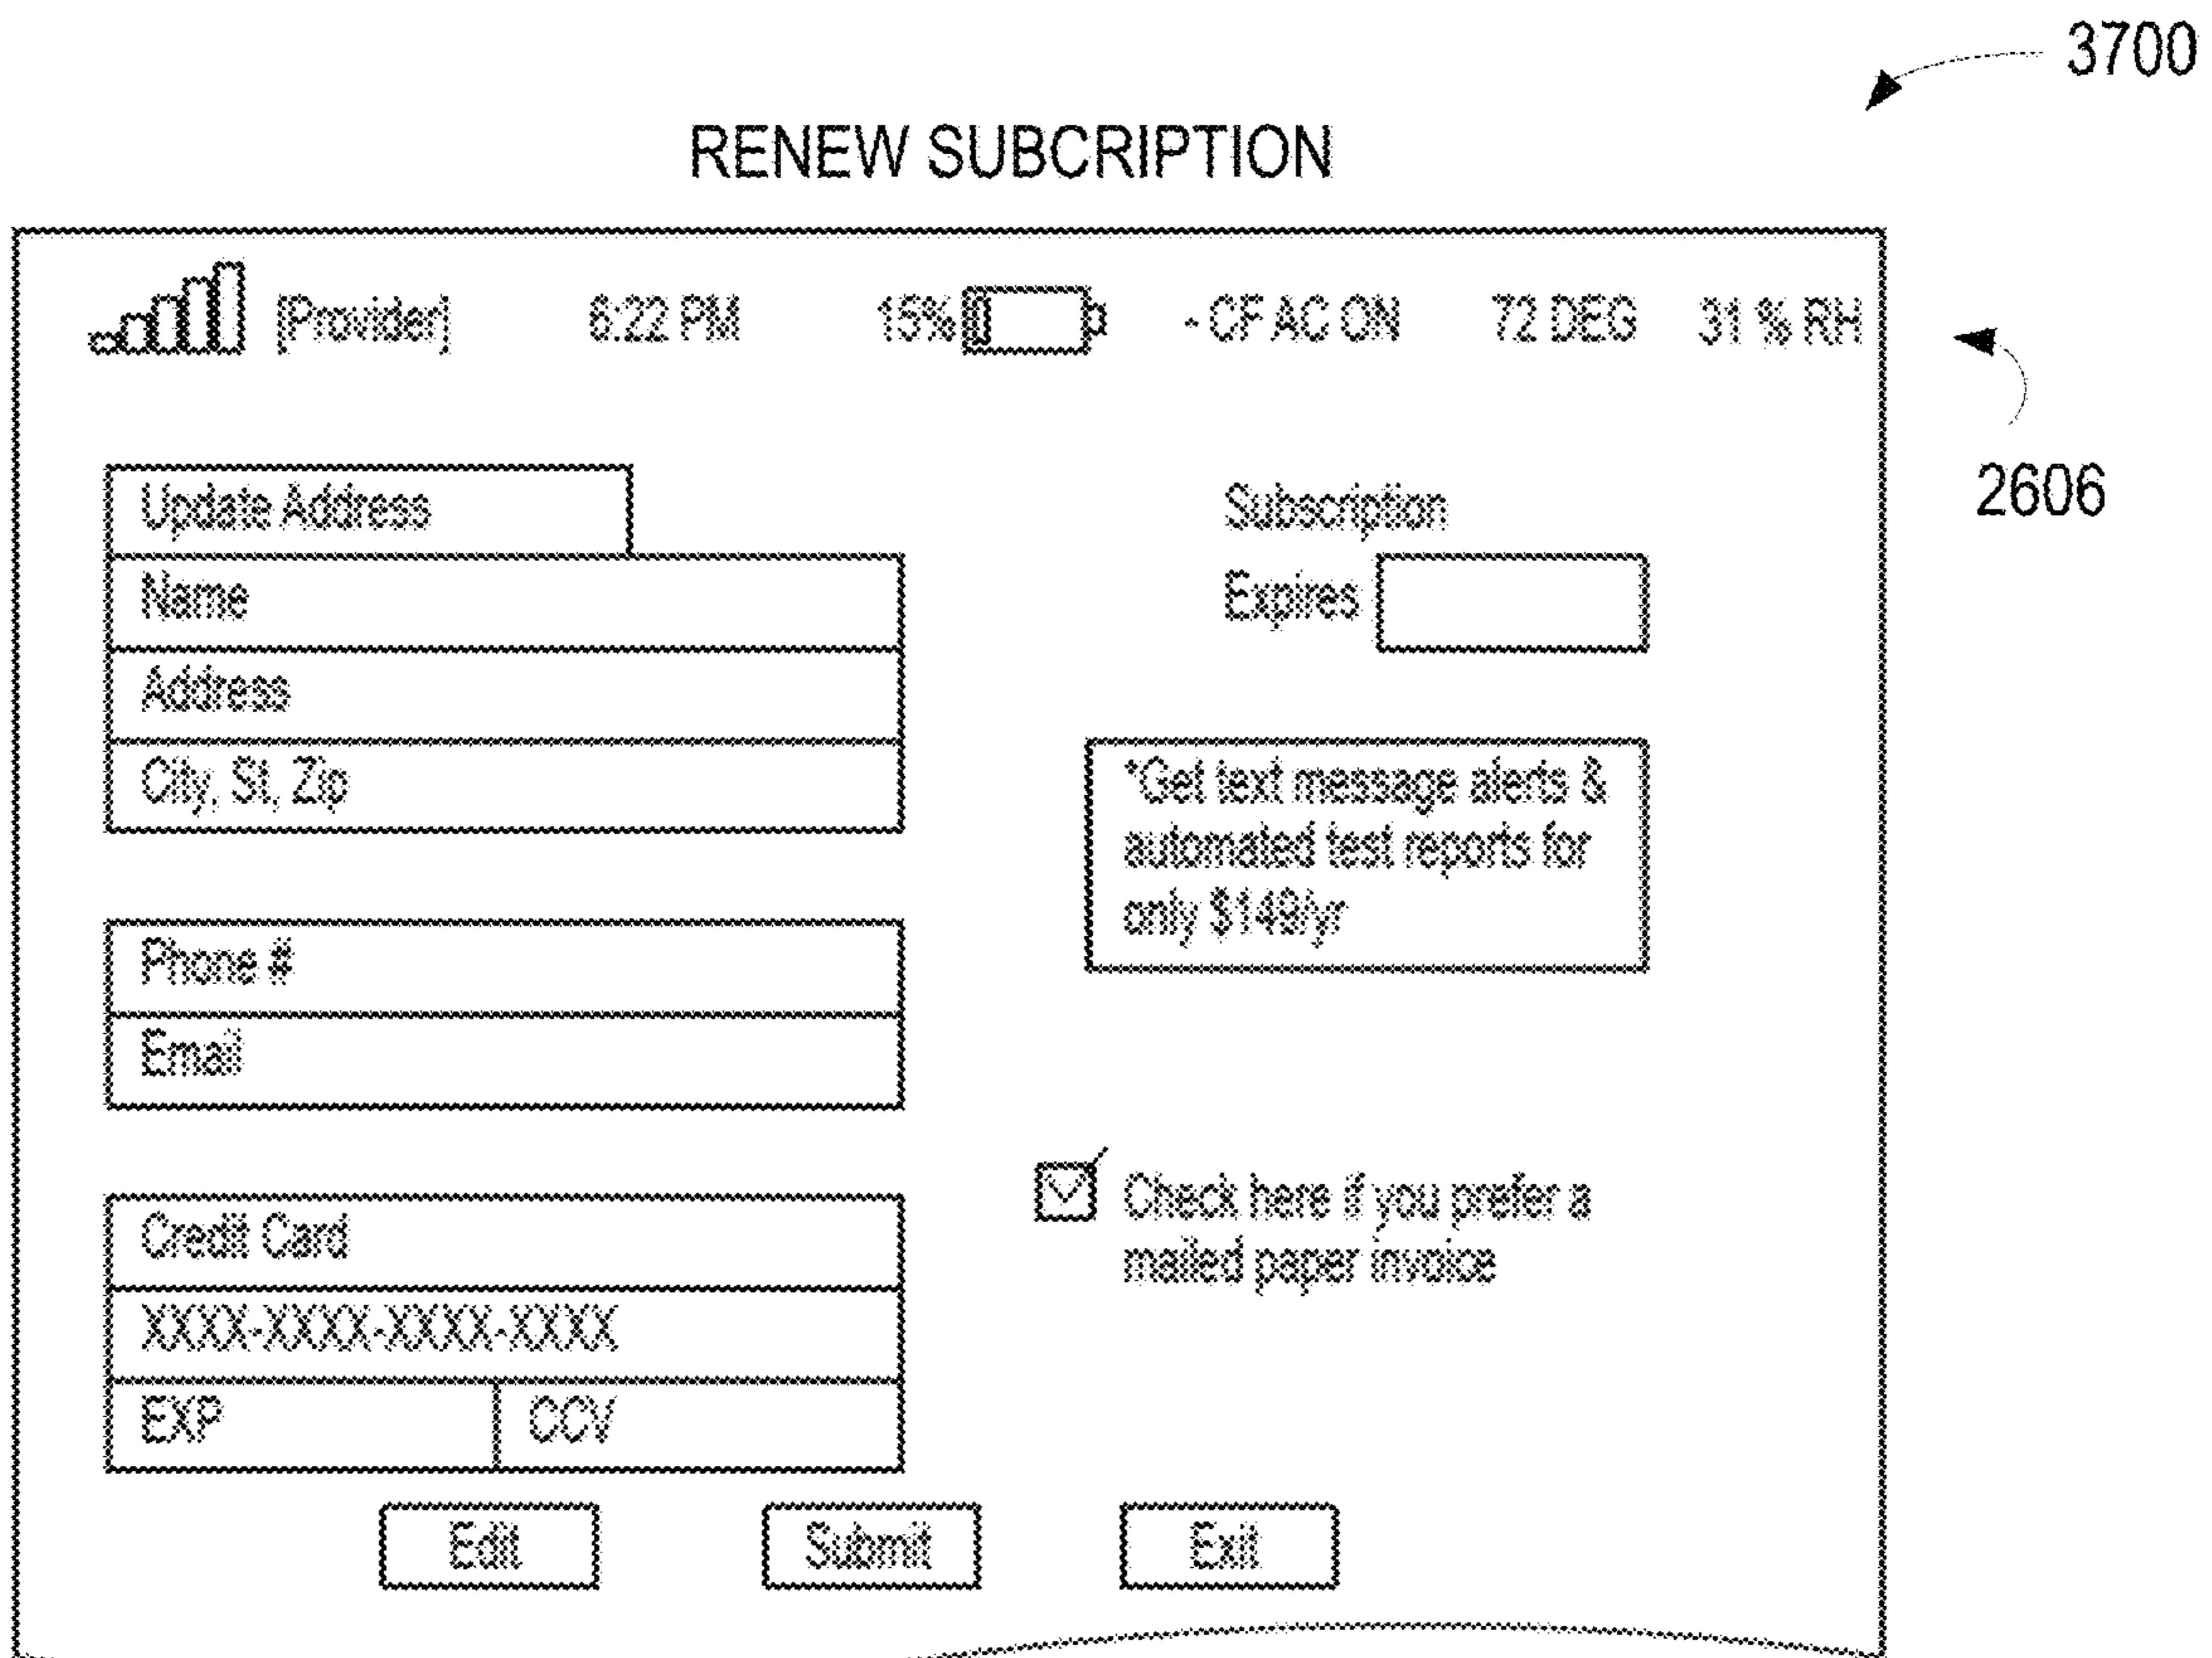 3700
RENEW SUBCRIPTION
[Provider] 6:22 PM 15% - CF AC ON 72 DEG 31 % RH
2606
Update Address
Name
Address
City, St, Zip
Subscription
Expires
*Get text message alerts &
automated test reports for
only $149/yr
Phone #
Email
Check here if you prefer a
mailed paper invoice
Credit Card
XXXX-XXXX-XXXX-XXXX
EXP CCV
Edit Submit Exit